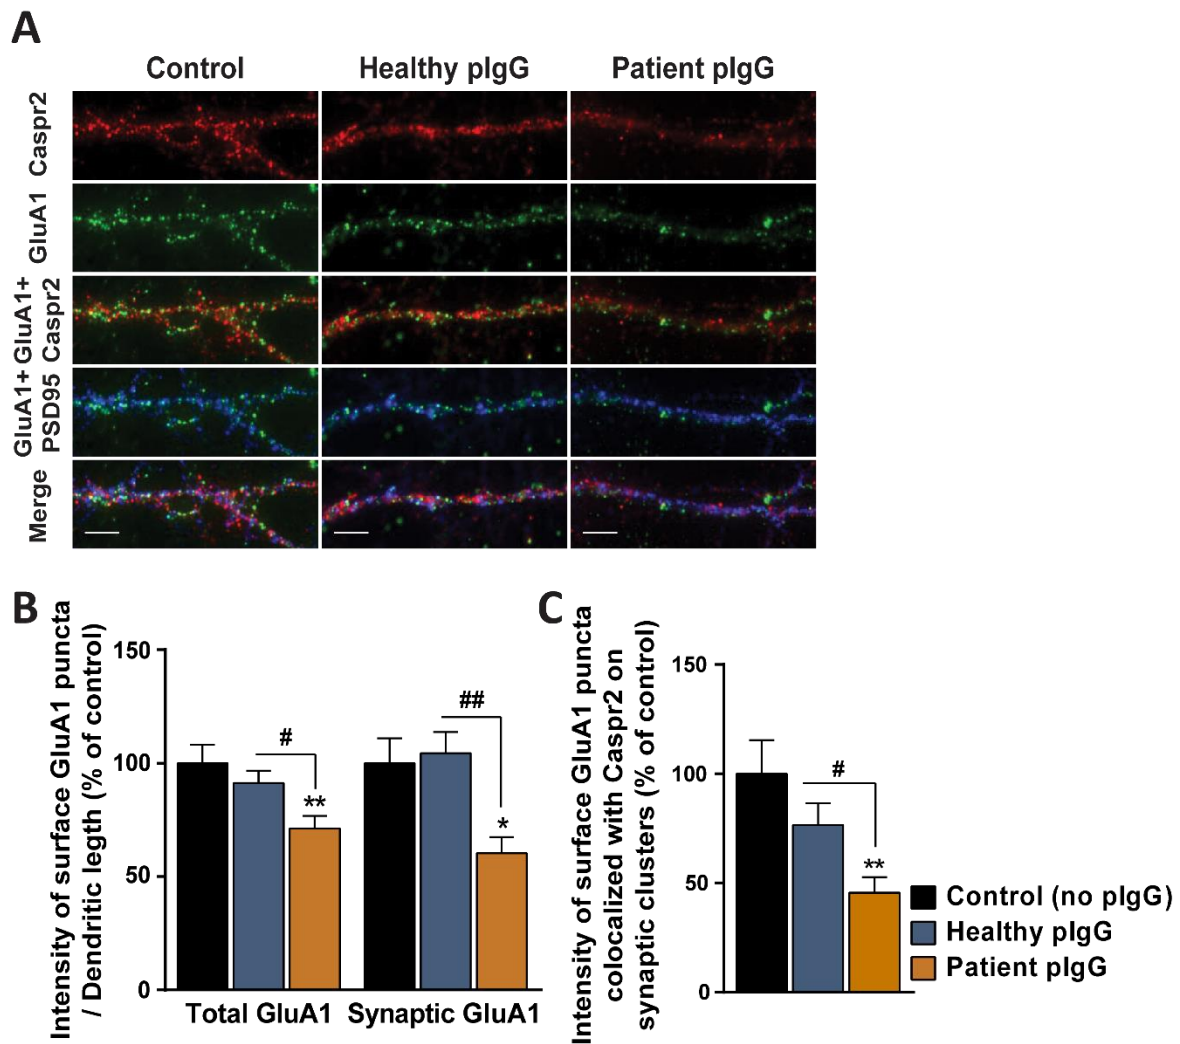 A
Control
Healthy pIgG
Patient pIgG
Caspr2
GluA1
GluA1+
Caspr2
GluA1+
PSD95
Merge
B
Intensity of surface GluA1 puncta
/ Dendritic legth (% of control)
150
100
50
0
#
**
##
*
Total GluA1
Synaptic GluA1
C
Intensity of surface GluA1 puncta
colocalized with Caspr2 on
synaptic clusters (% of control)
150
100
50
0
#
**
Control (no pIgG)
Healthy pIgG
Patient pIgG